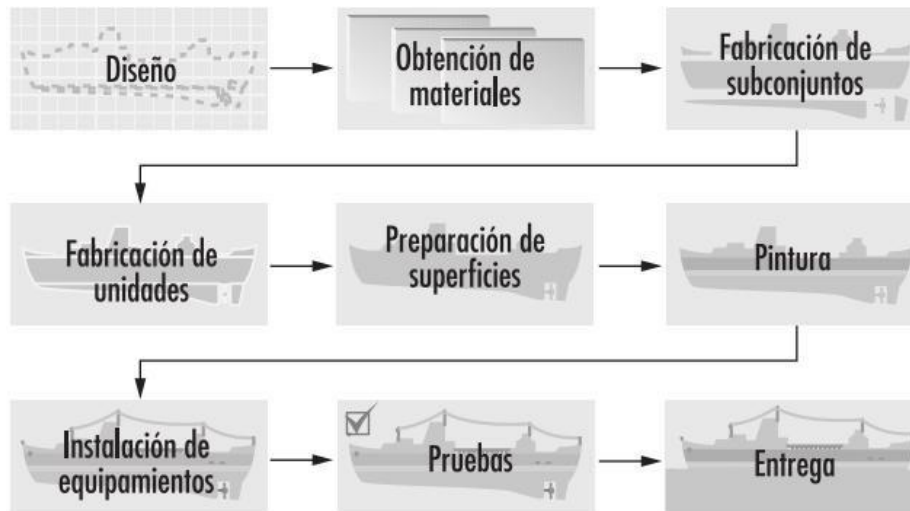 Diseño
Obtención de
materiales
Fabricación de
subconjuntos
Fabricación de
unidades
Preparación de
superficies
Pintura
Instalación de
equipamientos
Pruebas
Entrega